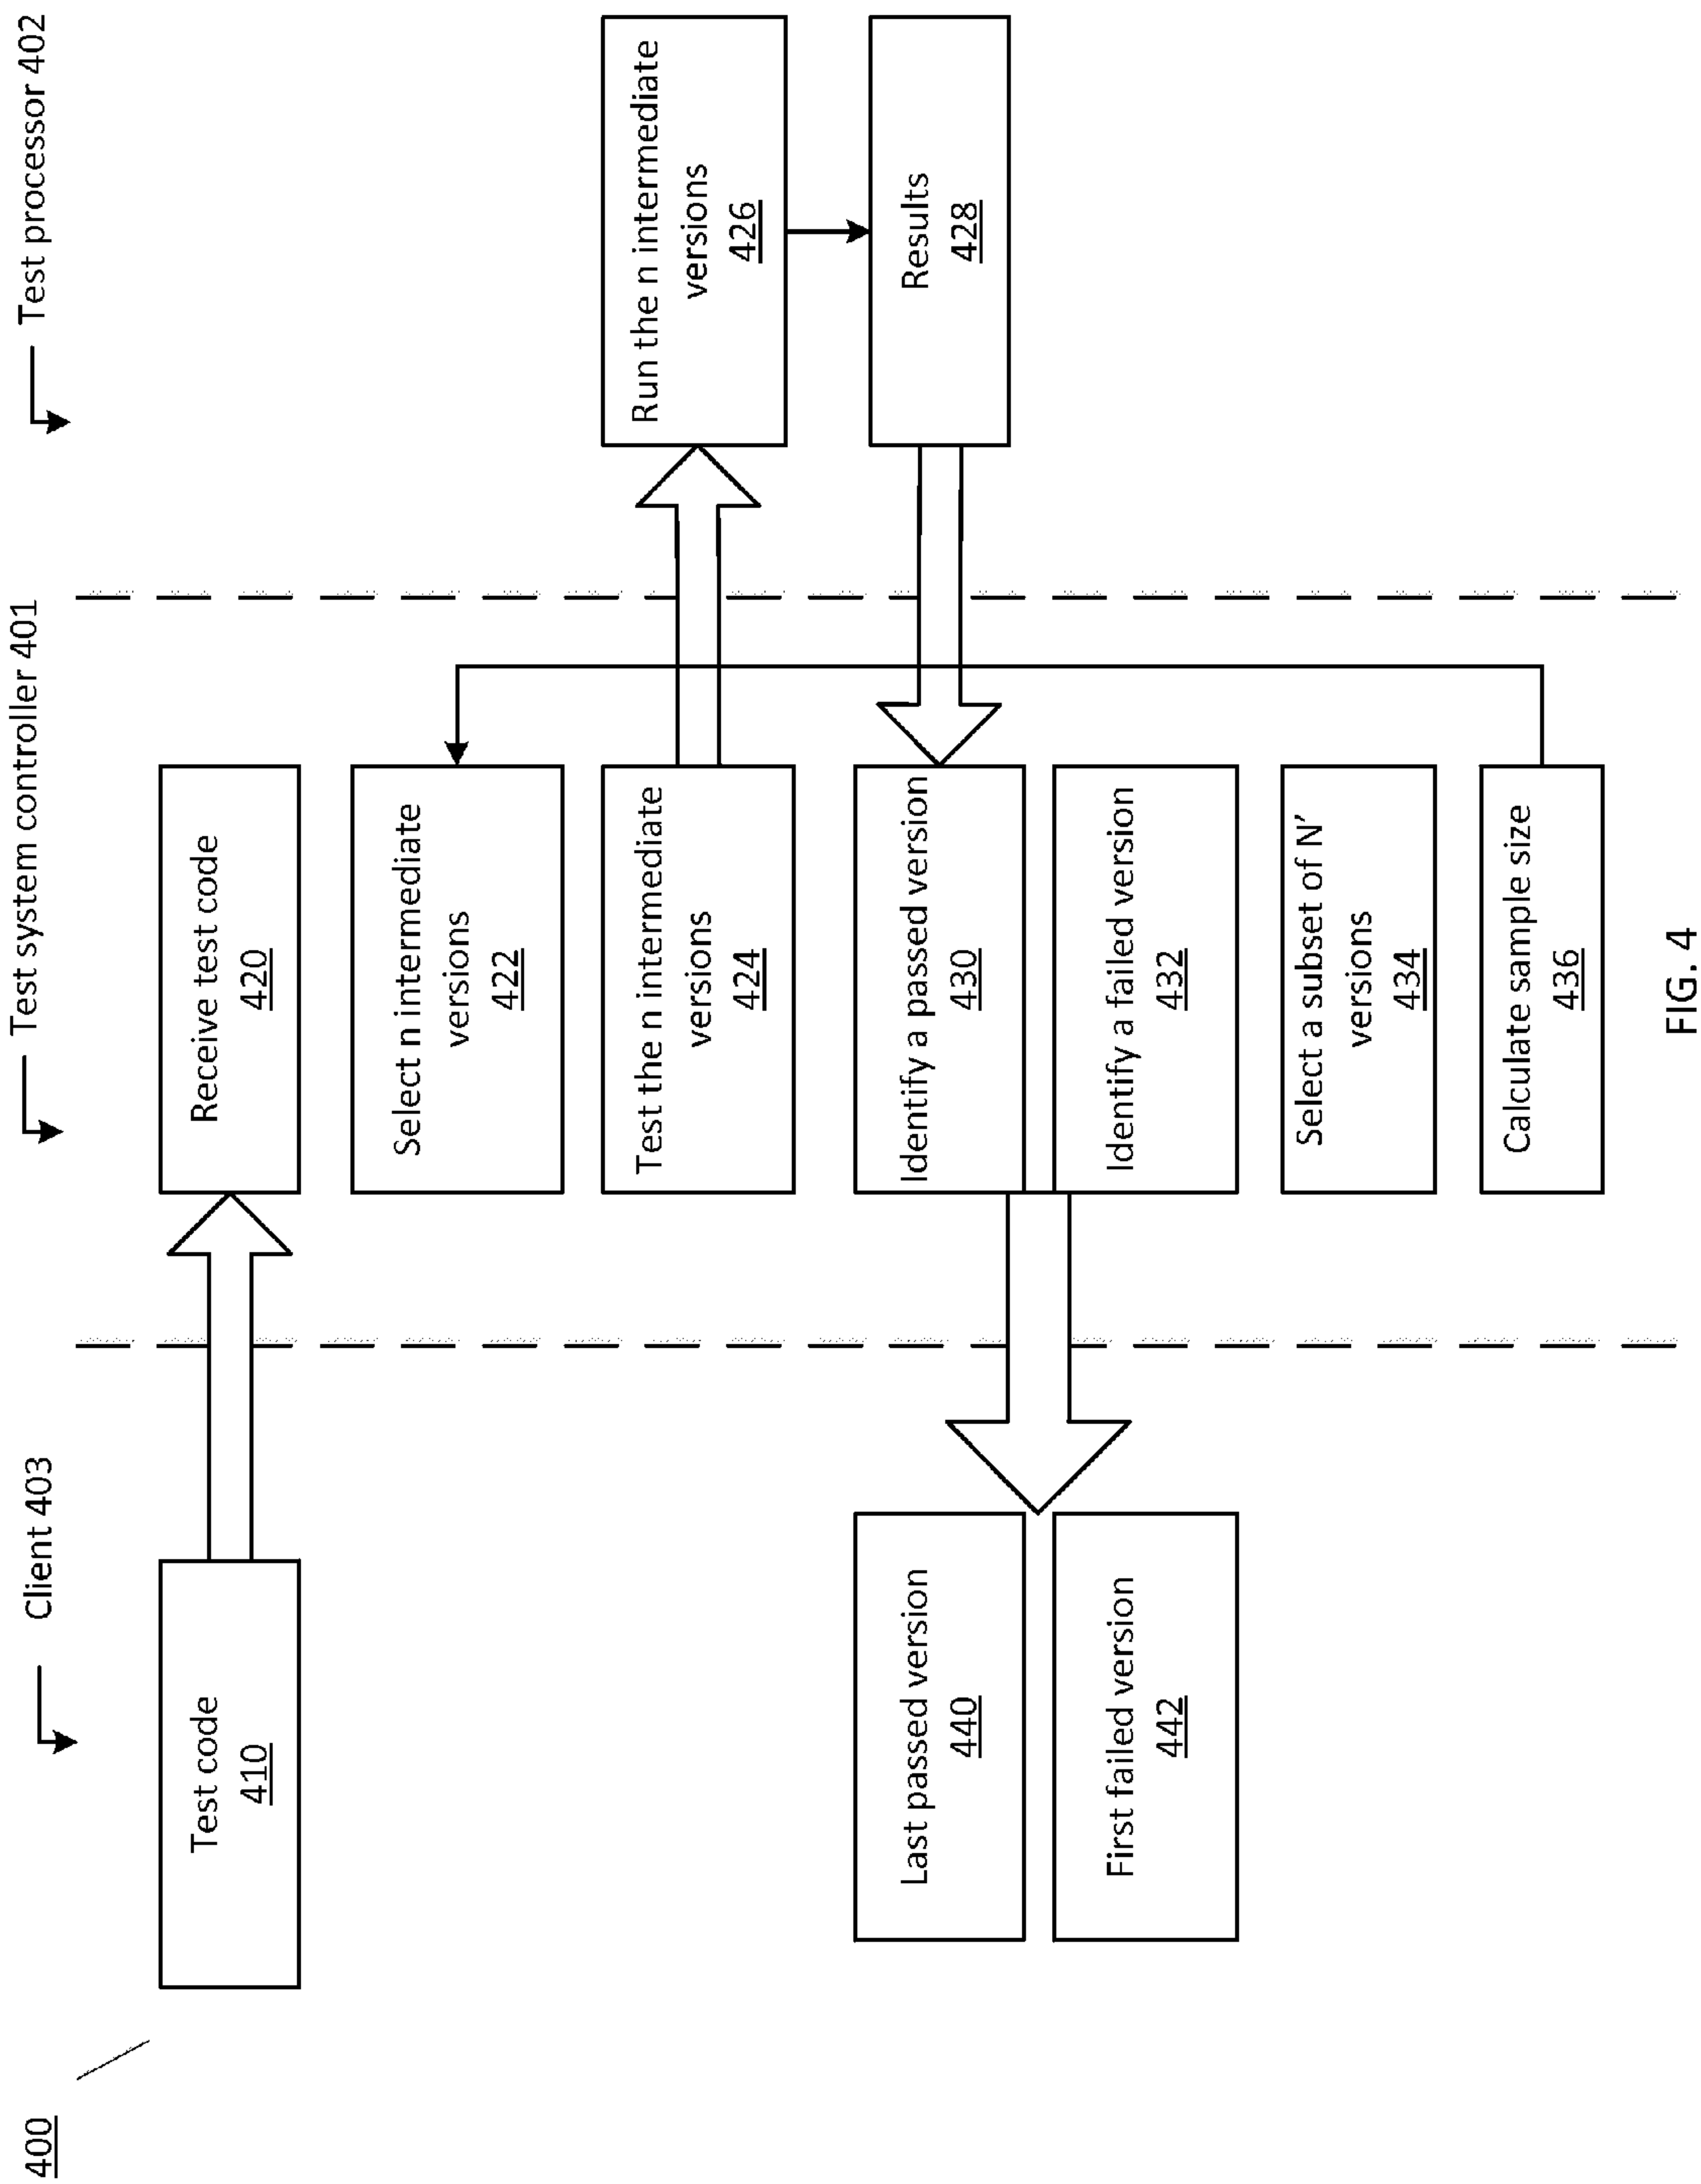 400
Client 403
Test system controller 401
Test processor 402
Test code
410
Receive test code
420
Select n intermediate
versions
422
Test the n intermediate
versions
424
Run the n intermediate
versions
426
Results
428
Identify a passed version
430
Identify a failed version
432
Last passed version
440
First failed version
442
Select a subset of N'
versions
434
Calculate sample size
436
FIG. 4